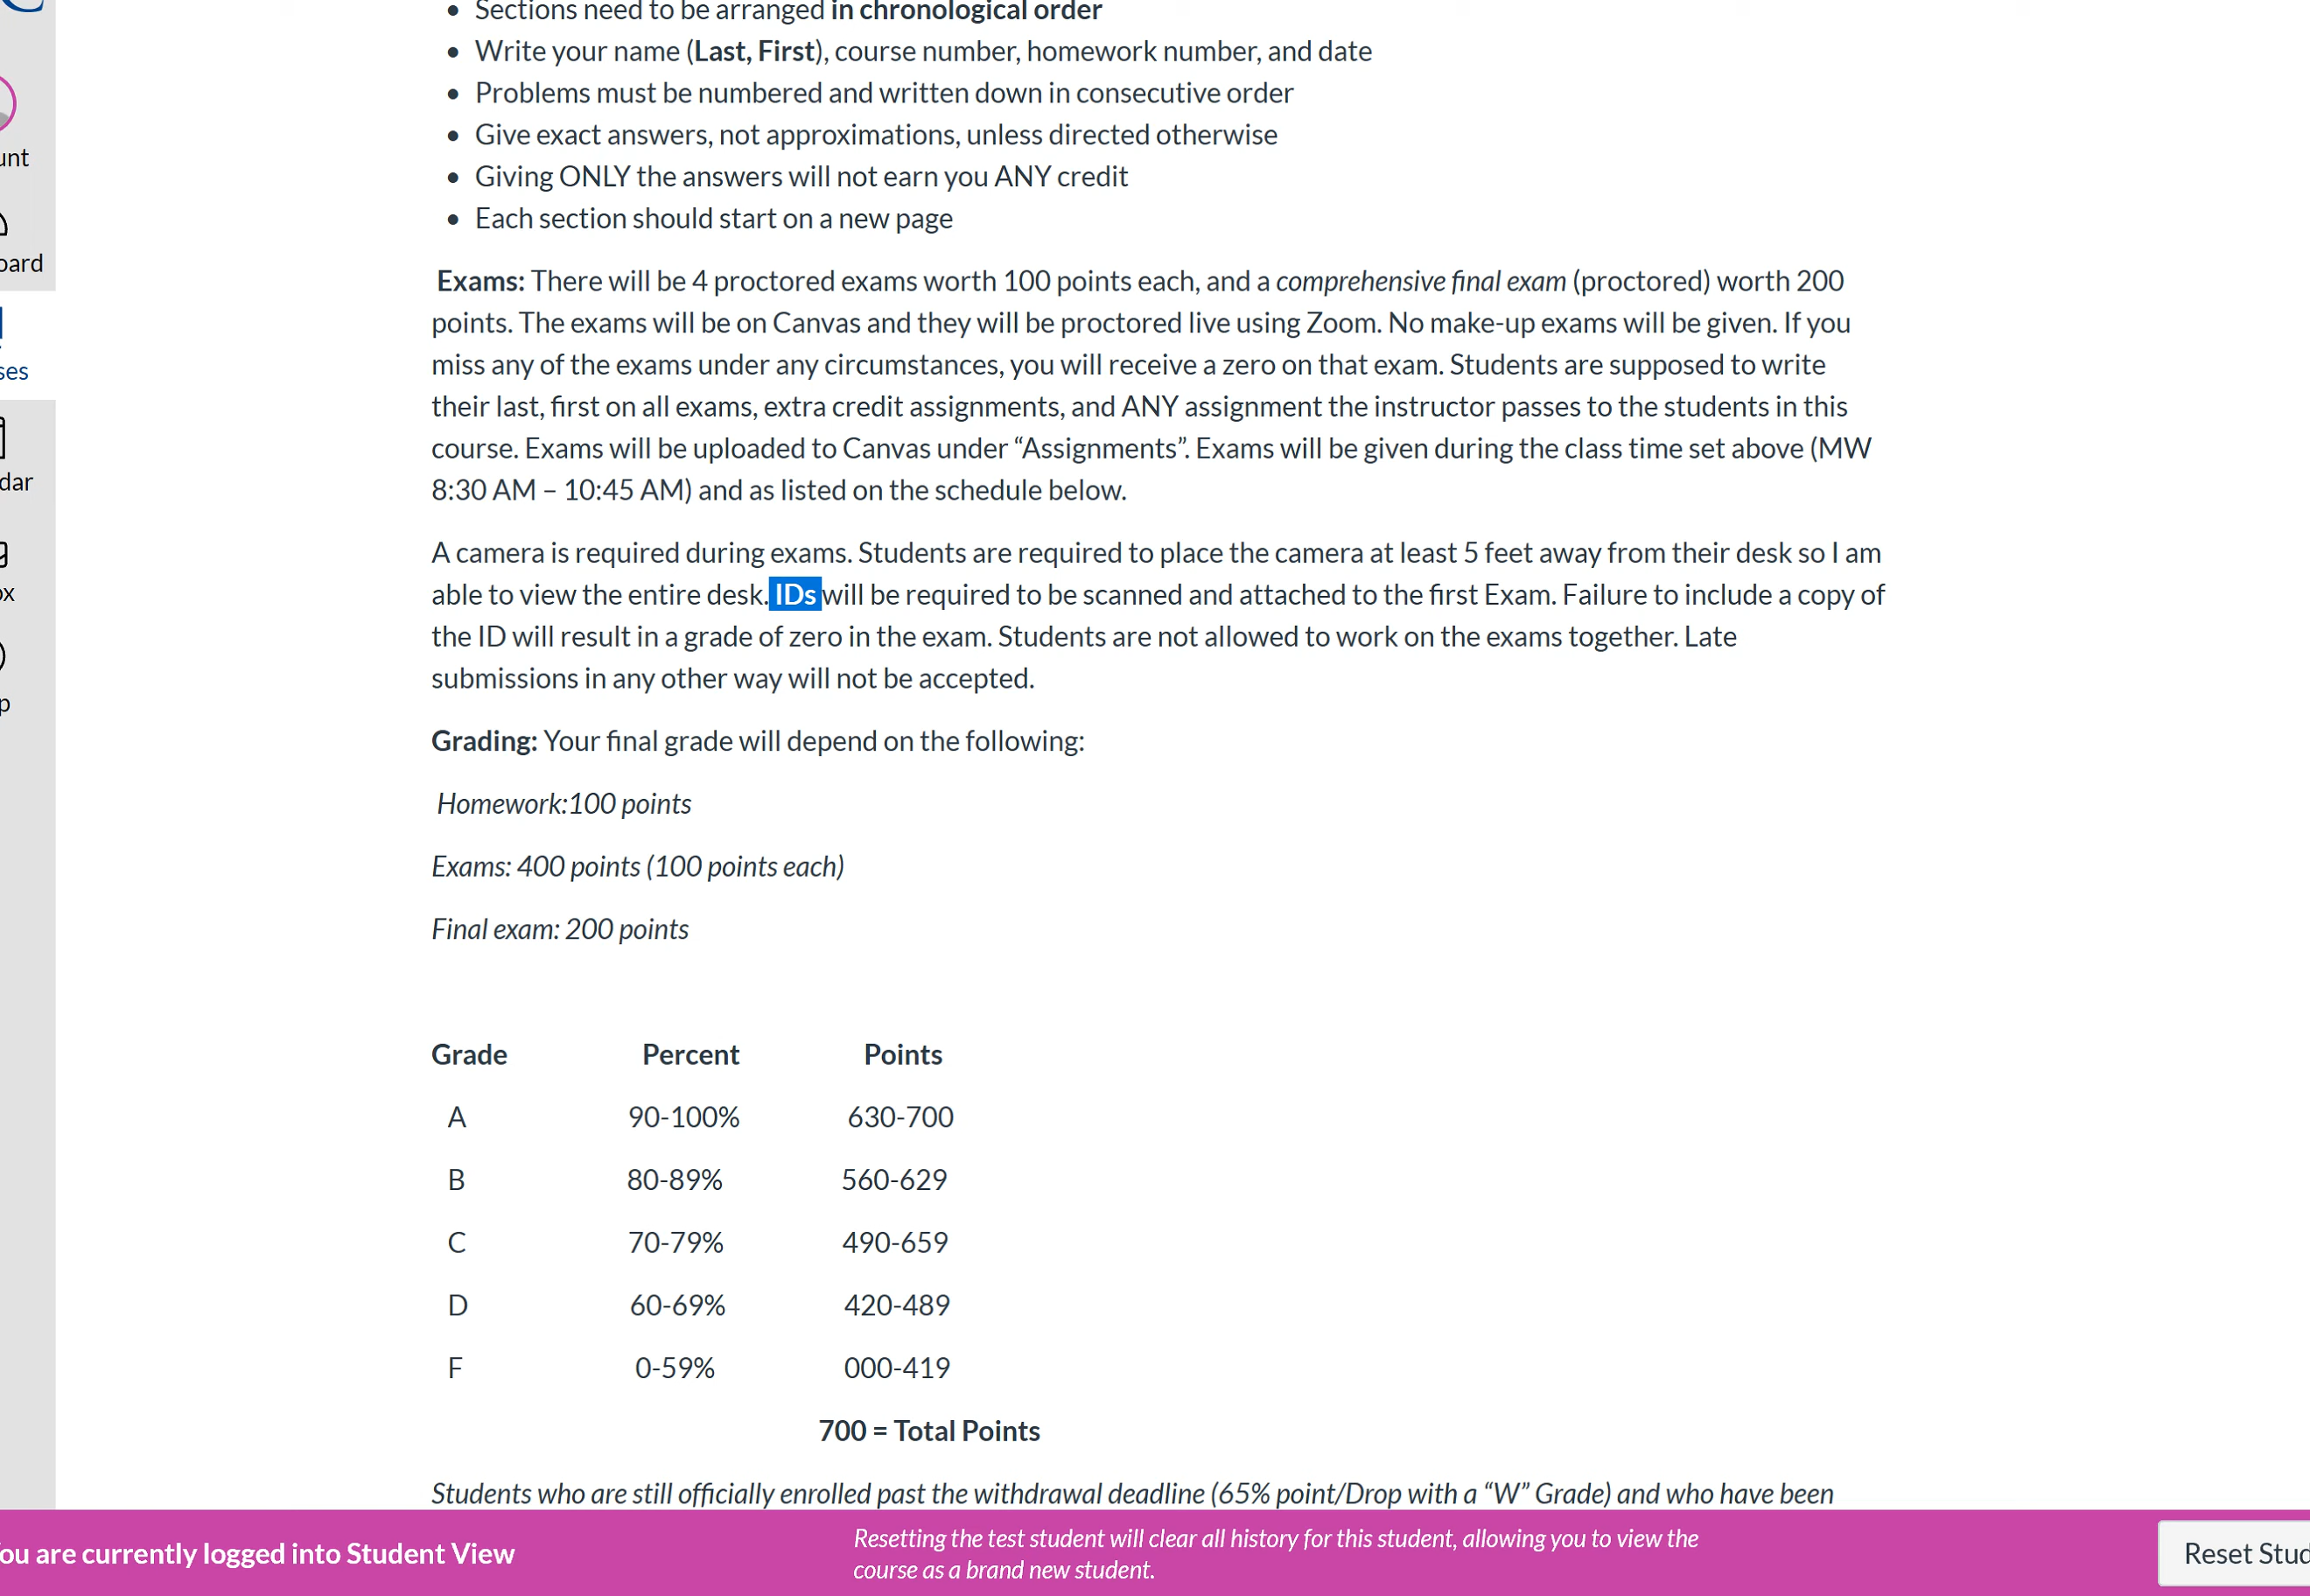 Sections need to be arranged in chronological order
Write your name (Last, First), course number, homework number, and date
Problems must be numbered and written down in consecutive order
Give exact answers, not approximations, unless directed otherwise
Giving ONLY the answers will not earn you ANY credit
Each section should start on a new page
Exams: There will be 4 proctored exams worth 100 points each, and a comprehensive final exam (proctored) worth 200
points. The exams will be on Canvas and they will be proctored live using Zoom. No make-up exams will be given. If you
miss any of the exams under any circumstances, you will receive a zero on that exam. Students are supposed to write
their last, first on all exams, extra credit assignments, and ANY assignment the instructor passes to the students in this
course. Exams will be uploaded to Canvas under “Assignments”. Exams will be given during the class time set above (MW
8:30 AM – 10:45 AM) and as listed on the schedule below.
A camera is required during exams. Students are required to place the camera at least 5 feet away from their desk so I am
able to view the entire desk. IDs will be required to be scanned and attached to the first Exam. Failure to include a copy of
the ID will result in a grade of zero in the exam. Students are not allowed to work on the exams together. Late
submissions in any other way will not be accepted.
Grading: Your final grade will depend on the following:
Homework:100 points
Exams: 400 points (100 points each)
Final exam: 200 points
Grade Percent Points
A 90-100% 630-700
B 80-89% 560-629
C 70-79% 490-659
D 60-69% 420-489
F 0-59% 000-419
700 = Total Points
Students who are still officially enrolled past the withdrawal deadline (65% point/Drop with a “W” Grade) and who have been
unt
oard
ses
dar
ox
p
ou are currently logged into Student View
Resetting the test student will clear all history for this student, allowing you to view the
course as a brand new student.
Reset Stud